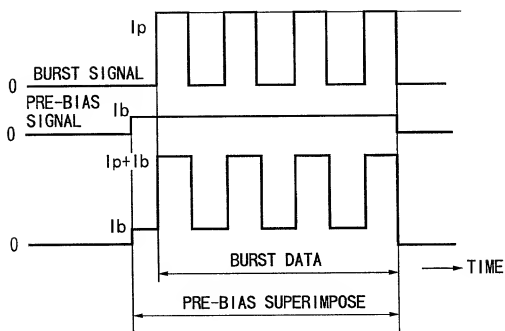 Ip
0
BURST SIGNAL
PRE-BIAS
SIGNAL
Ib
0
Ip+Ib
Ib
0
BURST DATA
TIME
PRE-BIAS SUPERIMPOSE